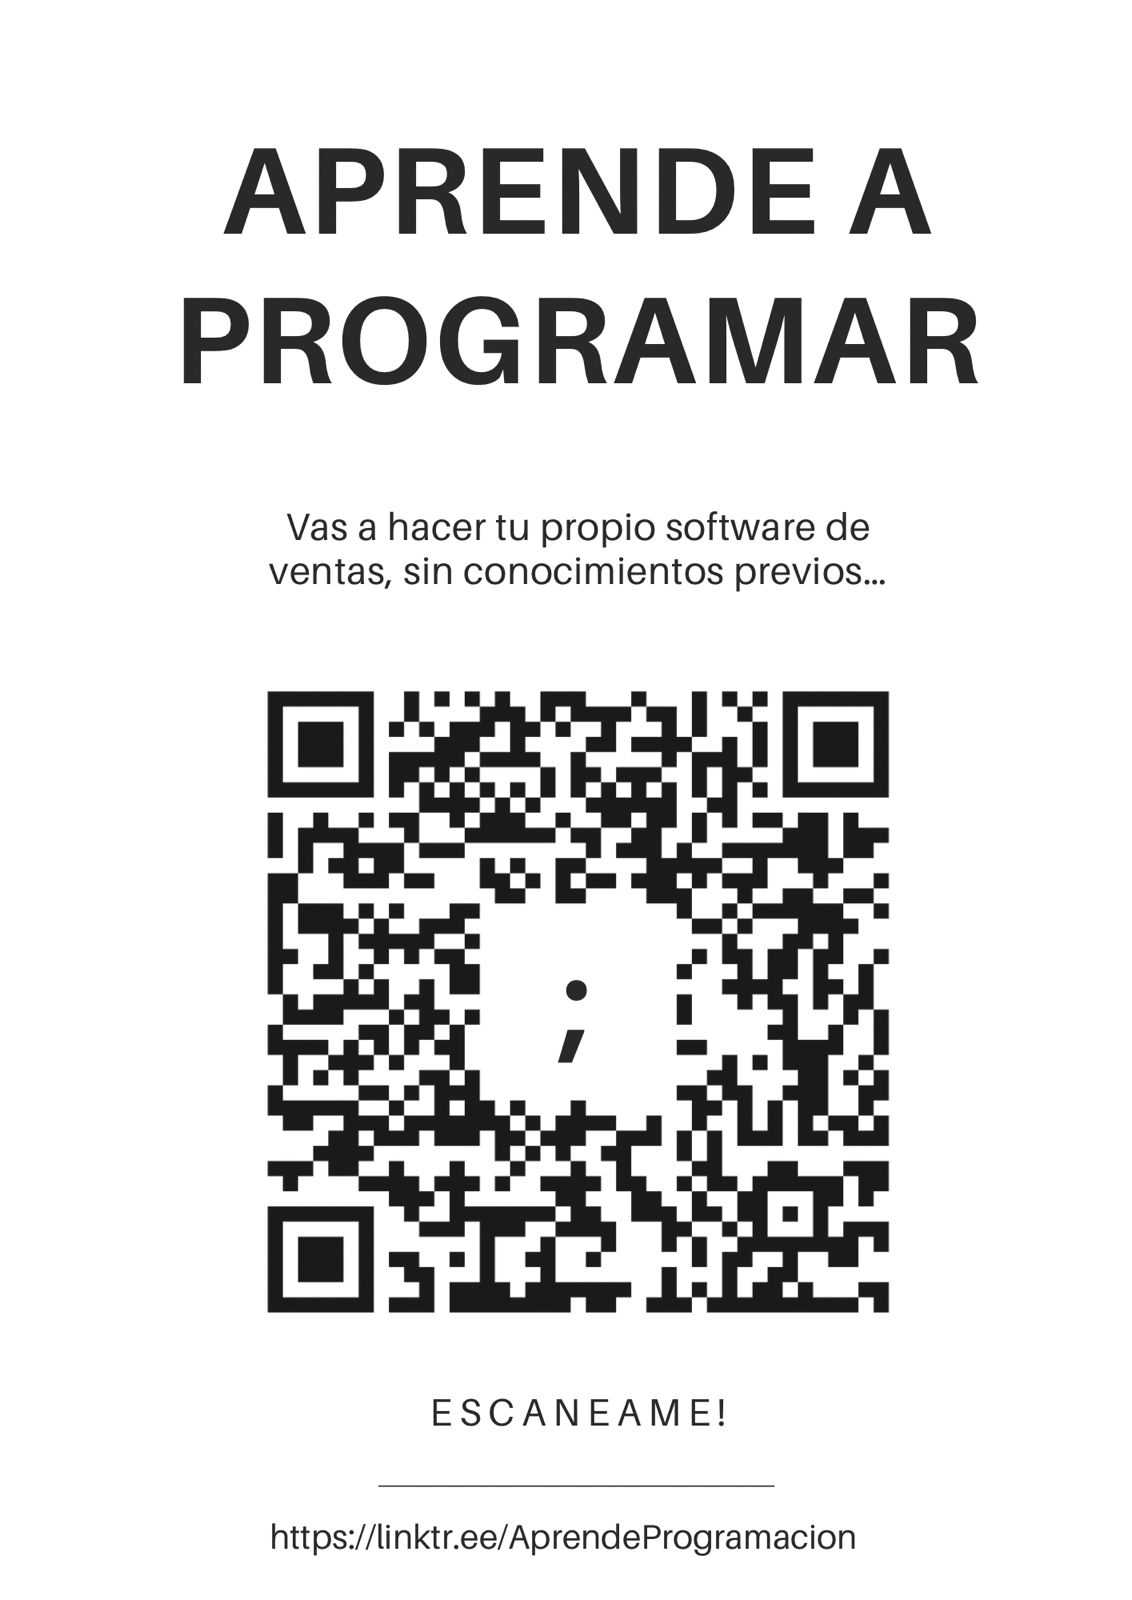 APRENDE A
PROGRAMAR
Vas a hacer tu propio software de
ventas, sin conocimientos previos...
;
ESCANEAME!
https://linktr.ee/AprendeProgramacion